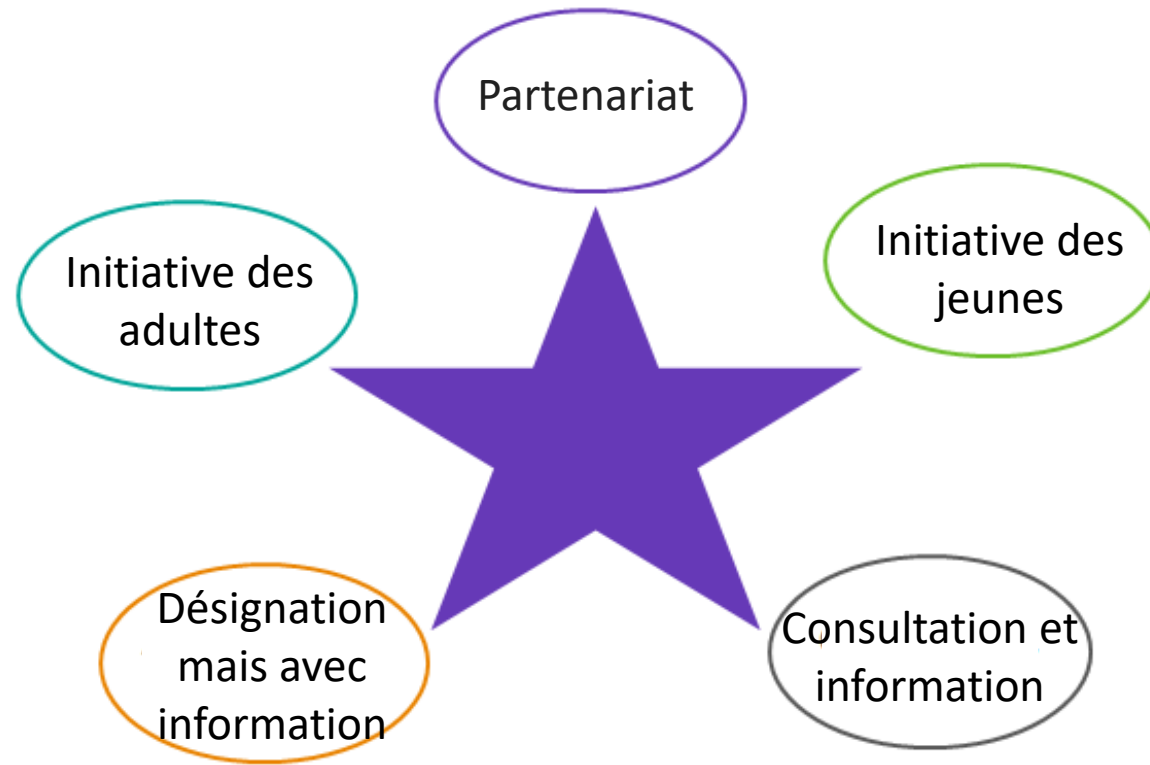 Partenariat
Initiative des
adultes
Initiative des
jeunes
Désignation
mais avec
information
Consultation et
information